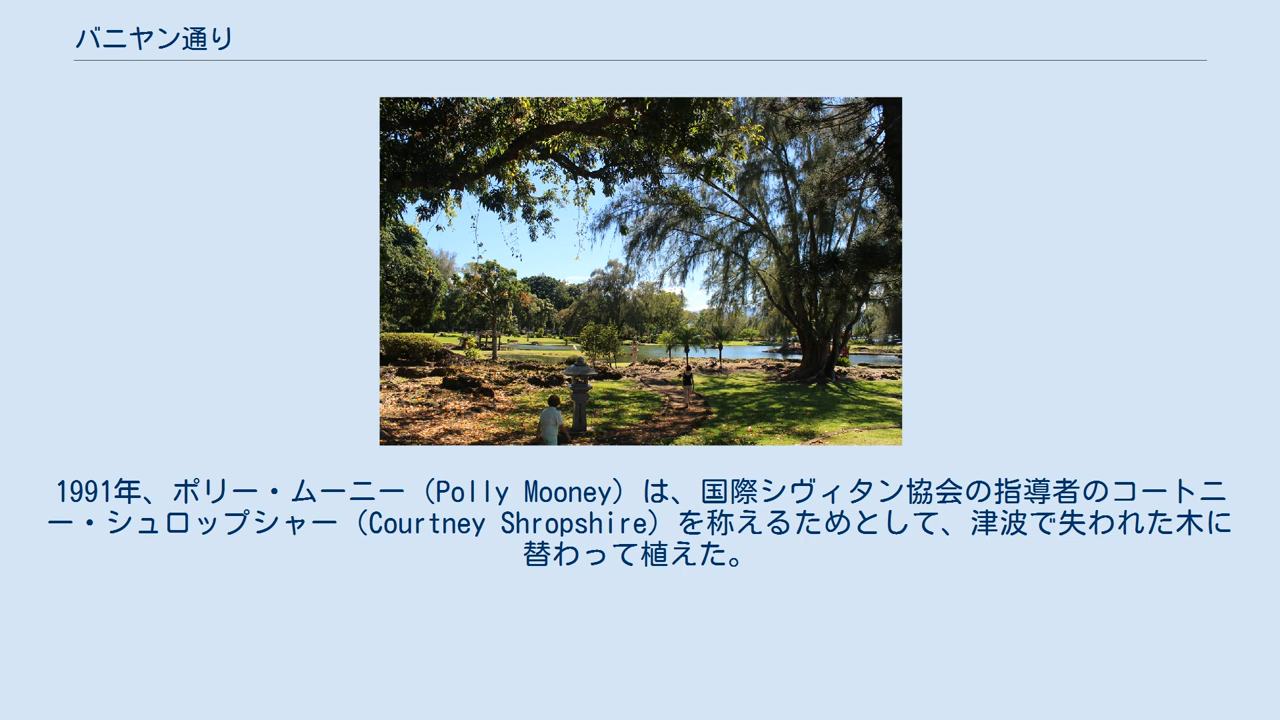 バニヤン通り
1991年、ポリー・ムーニー（Polly Mooney）は、国際シヴィタン協会の指導者のコートニ
ー・シュロップシャー（Courtney Shropshire）を称えるためとして、津波で失われた木に
替わって植えた。